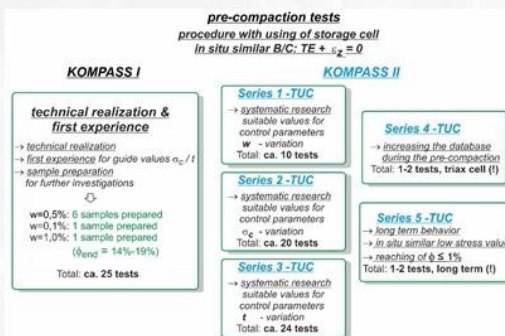 pre-compaction tests
procedure with using of storage cell
in situ similar B/C: TE + ε_z = 0
KOMPASS I
technical realization &
first experience
→ technical realization
→ first experience for guide values σ_c / t
→ sample preparation
for further investigations
w=0,5%: 6 samples prepared
w=0,1%: 1 sample prepared
w=1,0%: 1 sample prepared
(ϕ_end = 14%-19%)
Total: ca. 25 tests
KOMPASS II
Series 1 -TUC
→ systematic research
suitable values for
control parameters
w - variation
Total: ca. 10 tests
Series 2 -TUC
→ systematic research
suitable values for
control parameters
σ_c - variation
Total: ca. 20 tests
Series 3 -TUC
→ systematic research
suitable values for
control parameters
t - variation
Total: ca. 24 tests
Series 4 -TUC
→ increasing the database
during the pre-compaction
Total: 1-2 tests, triax cell (!)
Series 5 -TUC
→ long term behavior
→ in situ similar low stress value
→ reaching of ϕ ≤ 1%
Total: 1-2 tests, long term (!)